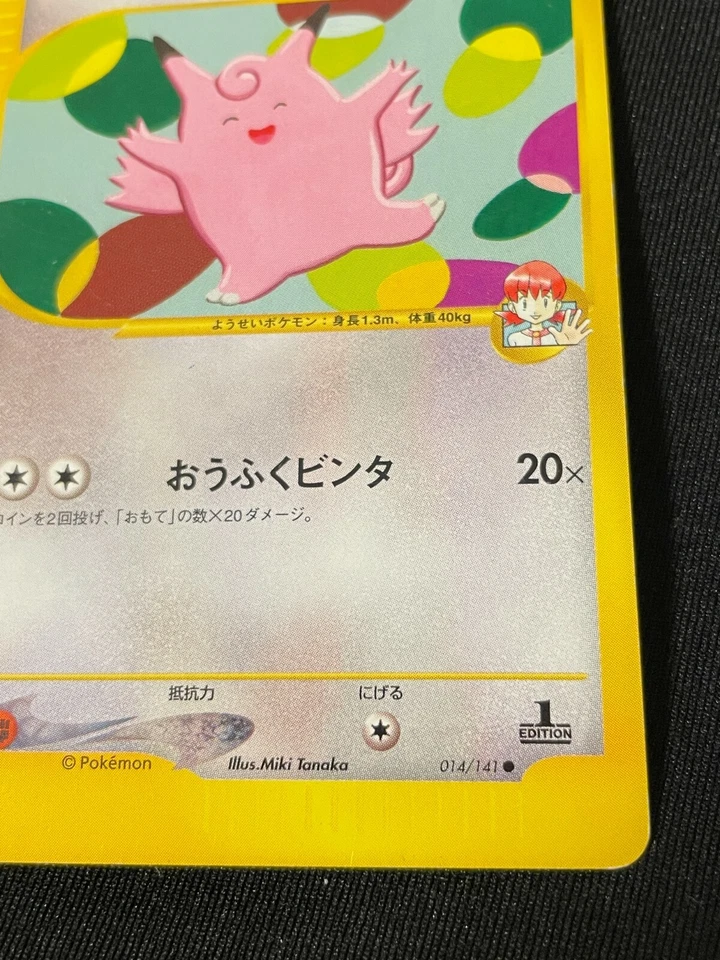 ようせいポケモン：身長1.3m、体重40kg
おうふくビンタ 20×
コインを2回投げ、「おもて」の数×20ダメージ。
抵抗力 にげる
1
EDITION
© Pokémon Illus.Miki Tanaka 014/141 ●